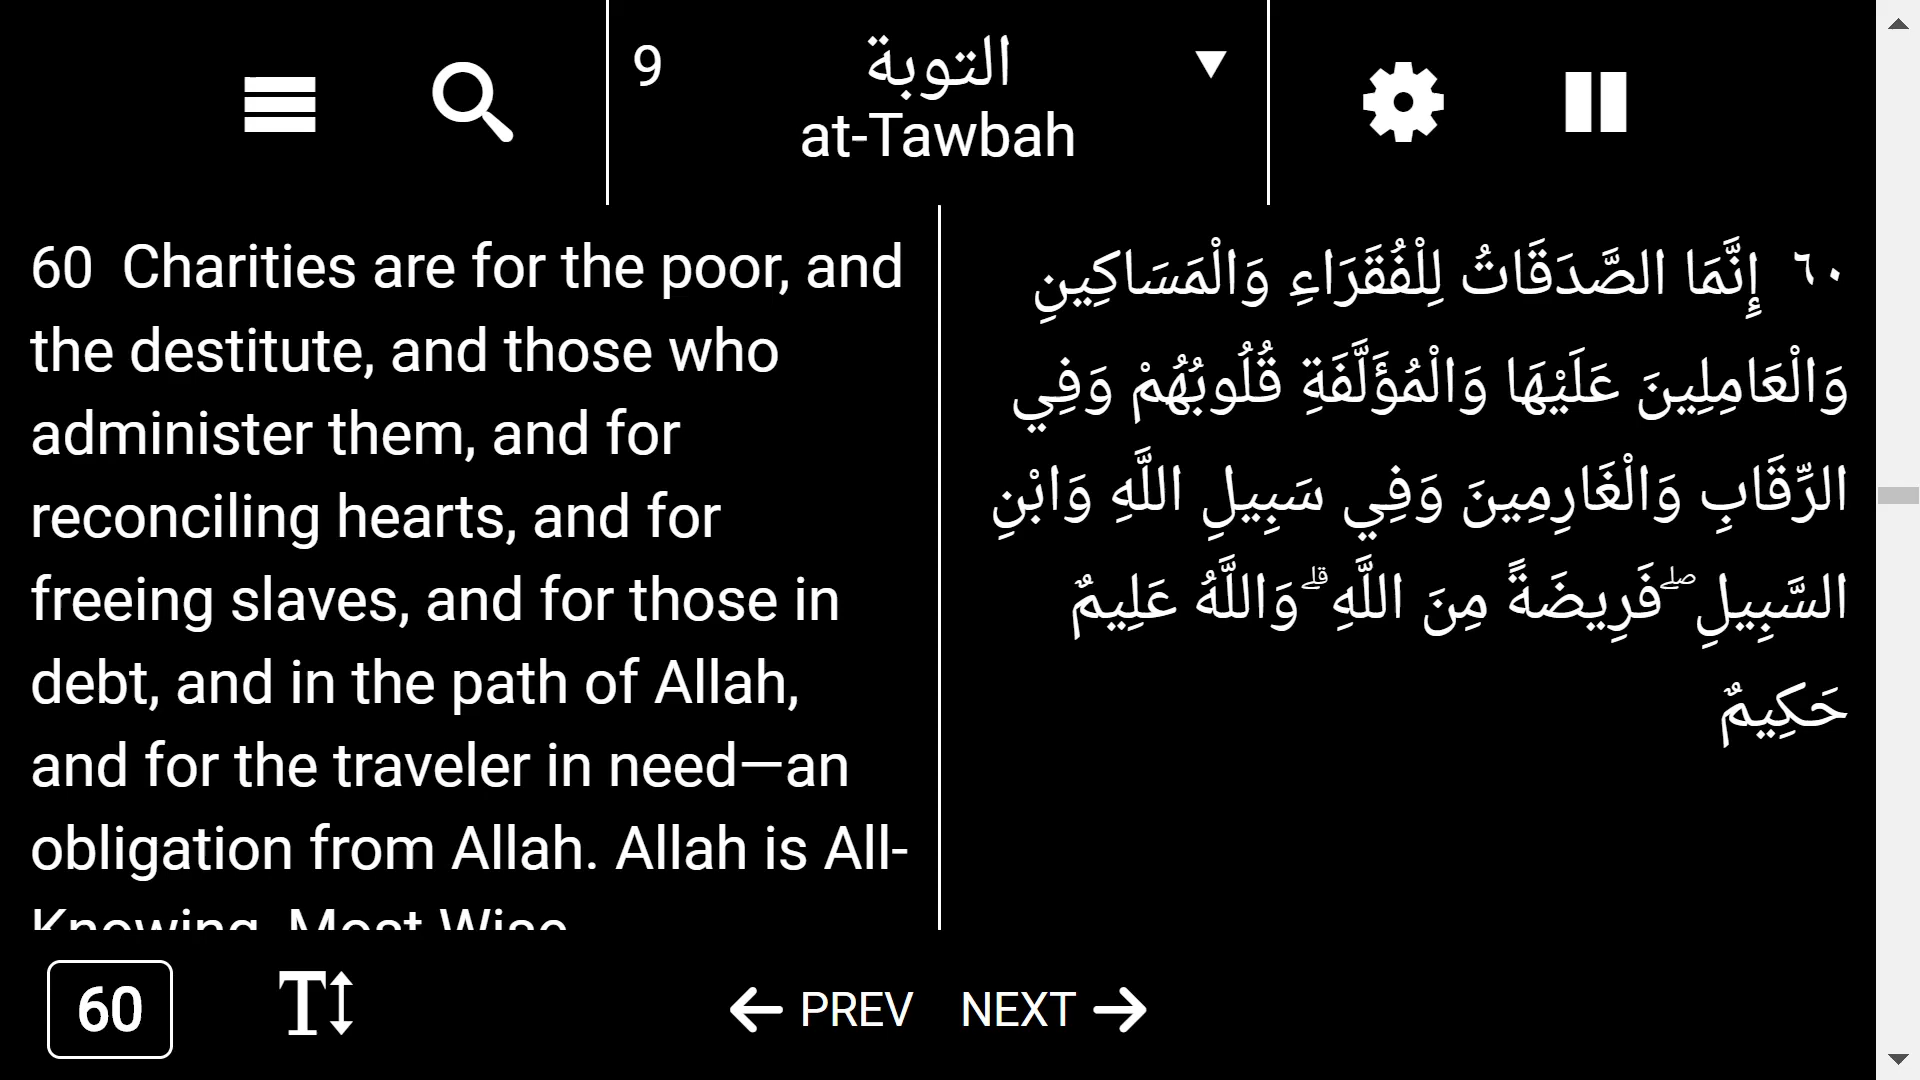 9
التوبة
at-Tawbah
60 Charities are for the poor, and
the destitute, and those who
administer them, and for
reconciling hearts, and for
freeing slaves, and for those in
debt, and in the path of Allah,
and for the traveler in need—an
obligation from Allah. Allah is All-
Knowing, Most Wise.
٦٠ إِنَّمَا الصَّدَقَاتُ لِلْفُقَرَاءِ وَالْمَسَاكِينِ
وَالْعَامِلِينَ عَلَيْهَا وَالْمُؤَلَّفَةِ قُلُوبُهُمْ وَفِي
الرِّقَابِ وَالْغَارِمِينَ وَفِي سَبِيلِ اللَّهِ وَابْنِ
السَّبِيلِ ۖ فَرِيضَةً مِنَ اللَّهِ ۗ وَاللَّهُ عَلِيمٌ
حَكِيمٌ
60
PREV NEXT